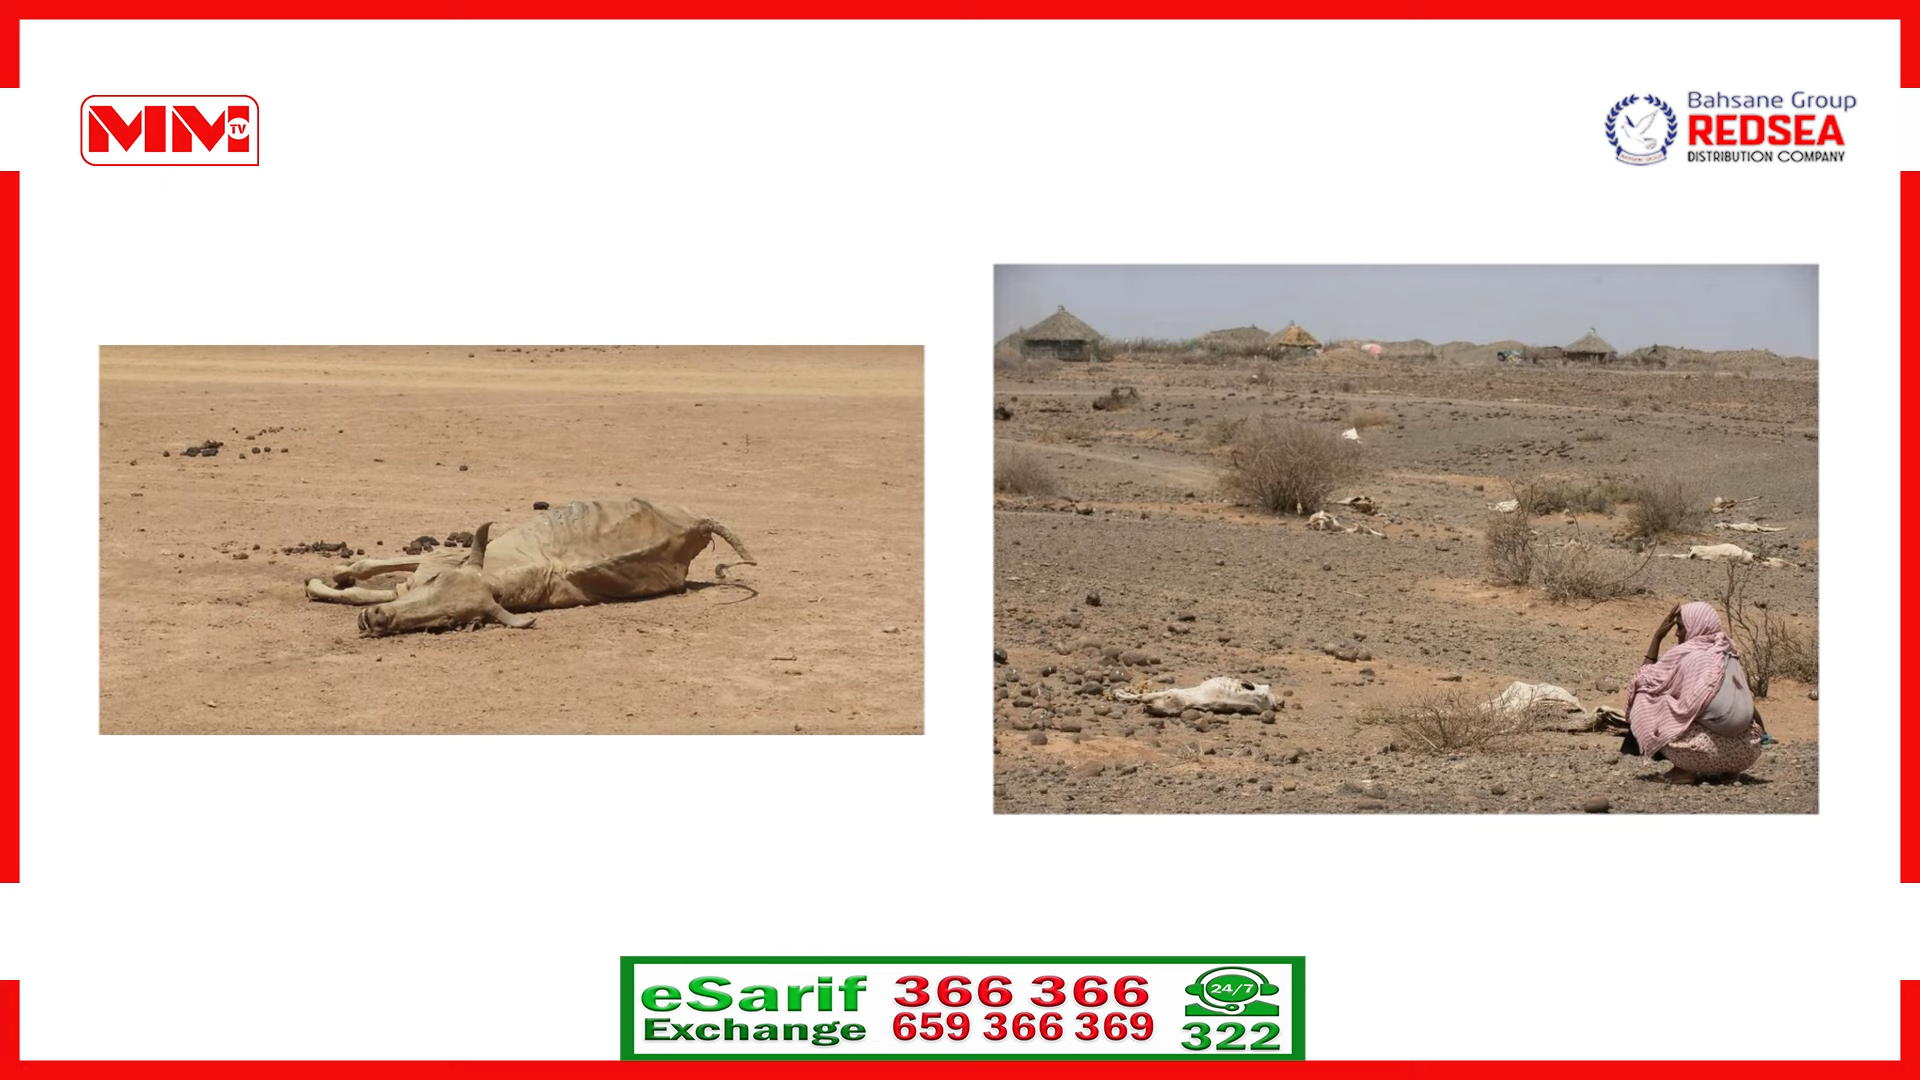 MM TV
Bahsane Group
REDSEA
DISTRIBUTION COMPANY
eSarif
Exchange
366 366
659 366 369
24/7
322